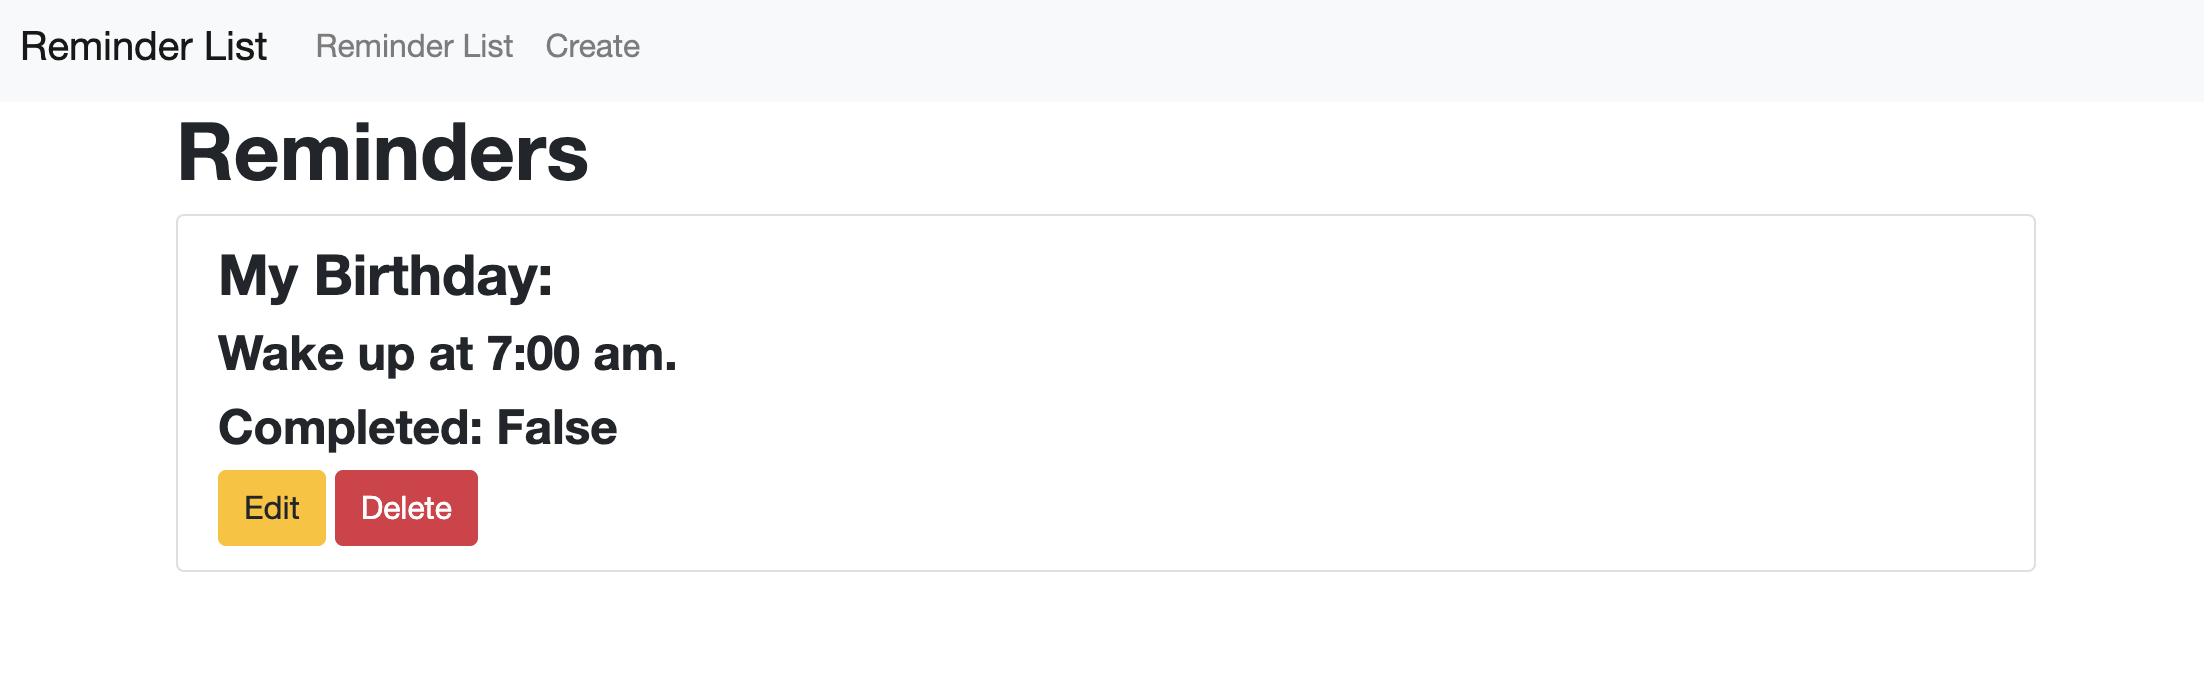 Reminder List Reminder List Create
Reminders
My Birthday:
Wake up at 7:00 am.
Completed: False
Edit Delete